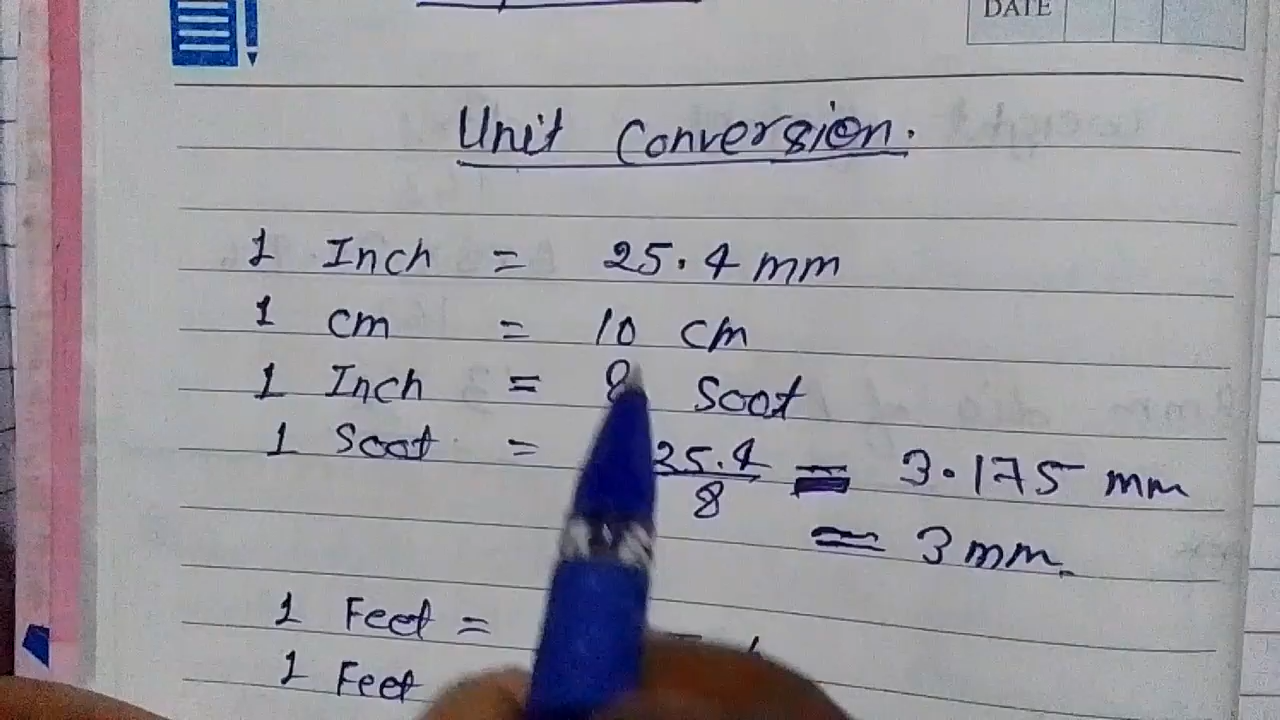 DATE
Unit Conversion.
1 Inch = 25.4 mm
1 cm = 10 cm
1 Inch = 8 Soot
1 Soot = 25.4/8 = 3.175 mm
= 3 mm.
1 Feet =
1 Feet